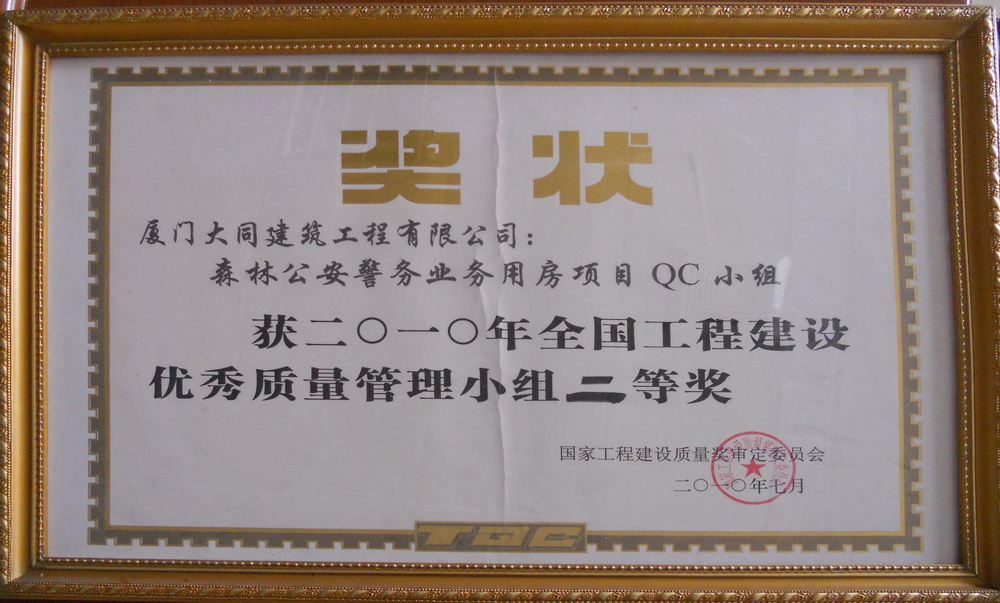 奖状
厦门大同建筑工程有限公司：
森林公安警务业务用房项目 QC 小组
获二〇一〇年全国工程建设
优秀质量管理小组二等奖
国家工程建设质量奖审定委员会
二〇一〇年七月
TQC